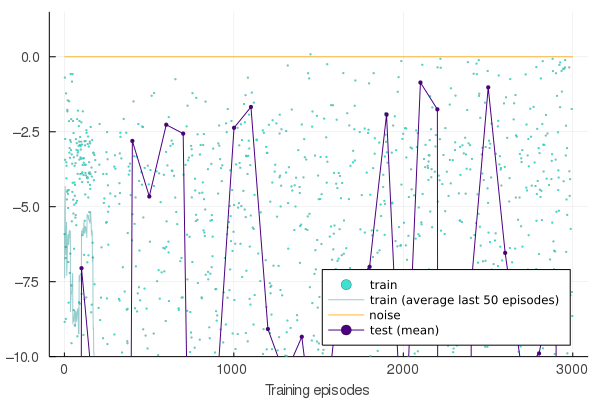 0.0
−2.5
−5.0
−7.5
−10.0
train
train (average last 50 episodes)
noise
test (mean)
0 1000 2000 3000
Training episodes